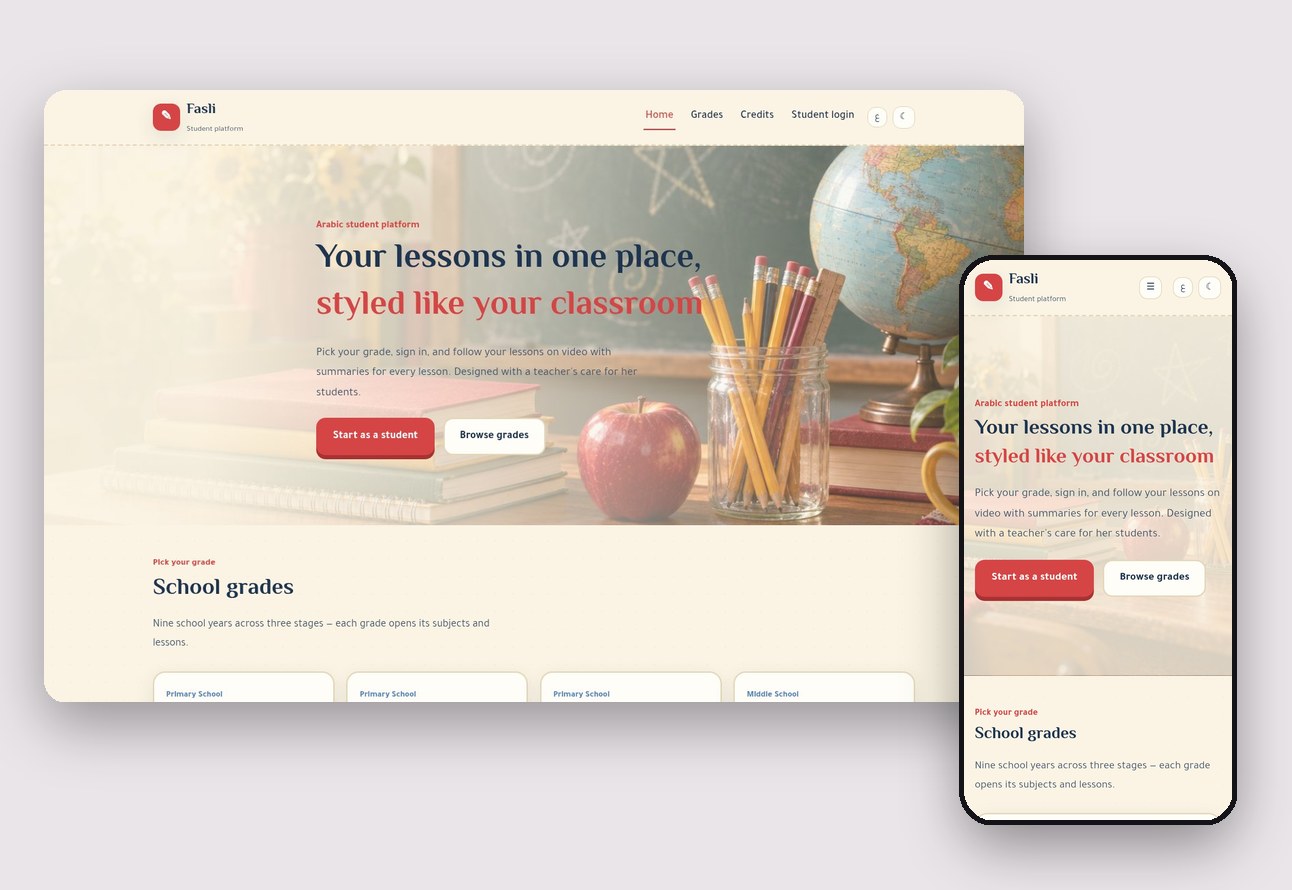 Fasli
Student platform
Home
Grades
Credits
Student login
ع
Arabic student platform
Your lessons in one place,
styled like your classroom
Pick your grade, sign in, and follow your lessons on video with
summaries for every lesson. Designed with a teacher's care for her
students.
Start as a student
Browse grades
Pick your grade
School grades
Nine school years across three stages — each grade opens its subjects and
lessons.
Primary School
Primary School
Primary School
Middle School
Fasli
Student platform
ع
Arabic student platform
Your lessons in one place,
styled like your classroom
Pick your grade, sign in, and follow your lessons on
video with summaries for every lesson. Designed
with a teacher's care for her students.
Start as a student
Browse grades
Pick your grade
School grades
Nine school years across three stages — each grade
opens its subjects and lessons.